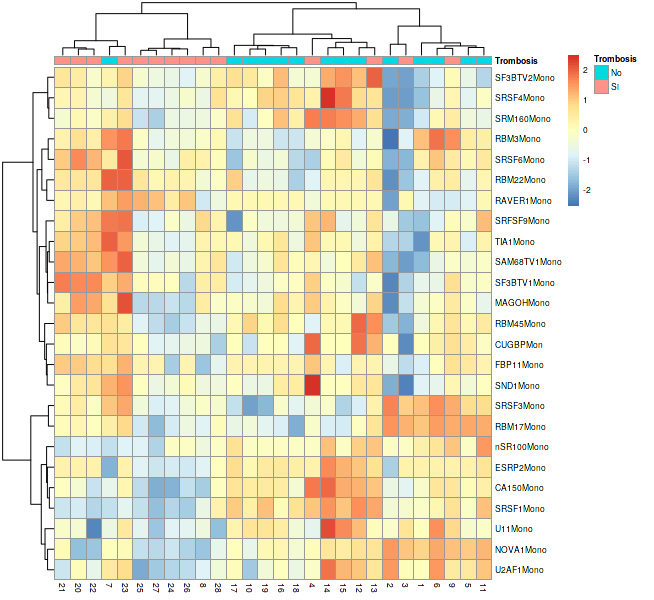 Trombosis
SF3BTV2Mono
SRSF4Mono
SRM160Mono
RBM3Mono
SRSF6Mono
RBM22Mono
RAVER1Mono
SRFSF9Mono
TIA1Mono
SAM68TV1Mono
SF3BTV1Mono
MAGOHMono
RBM45Mono
CUGBPMon
FBP11Mono
SND1Mono
SRSF3Mono
RBM17Mono
nSR100Mono
ESRP2Mono
CA150Mono
SRSF1Mono
U11Mono
NOVA1Mono
U2AF1Mono
21 20 22 7 23 25 27 24 26 8 28 17 10 19 16 18 4 14 15 12 13 2 3 1 6 9 5 11
2
1
0
-1
-2
Trombosis
No
SI